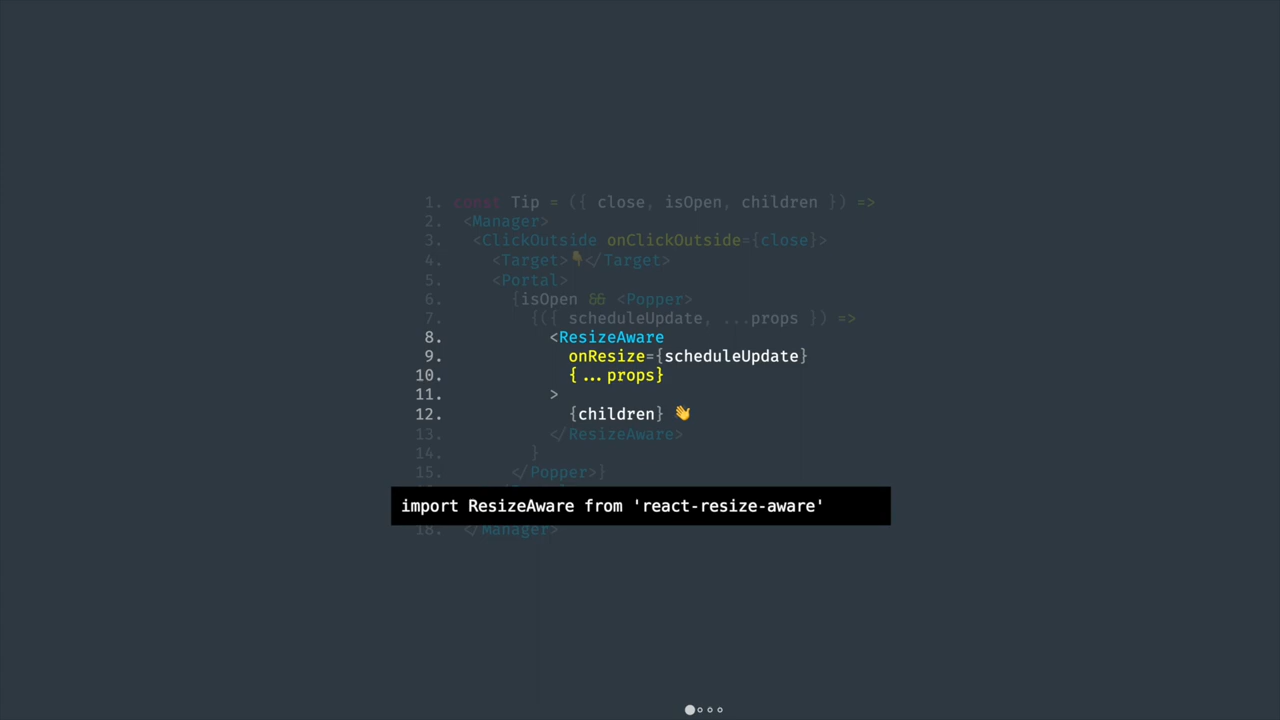 1. const Tip = ({ close, isOpen, children }) =>
2. <Manager>
3. <ClickOutside onClickOutside={close}>
4. <Target>👇</Target>
5. <Portal>
6. {isOpen && <Popper>
7. {({ scheduleUpdate, ...props }) =>
8. <ResizeAware
9. onResize={scheduleUpdate}
10. {...props}
11. >
12. {children} 👋
13. </ResizeAware>
14. }
15. </Popper>}
import ResizeAware from 'react-resize-aware'
18. </Manager>